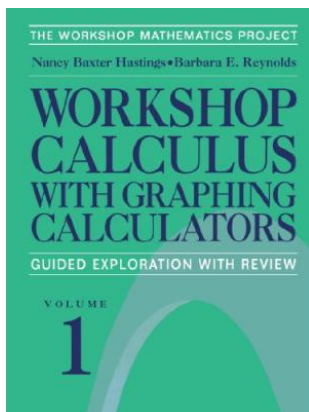 THE WORKSHOP MATHEMATICS PROJECT
Nancy Baxter Hastings•Barbara E. Reynolds
WORKSHOP
CALCULUS
WITH GRAPHING
CALCULATORS
GUIDED EXPLORATION WITH REVIEW
VOLUME
1